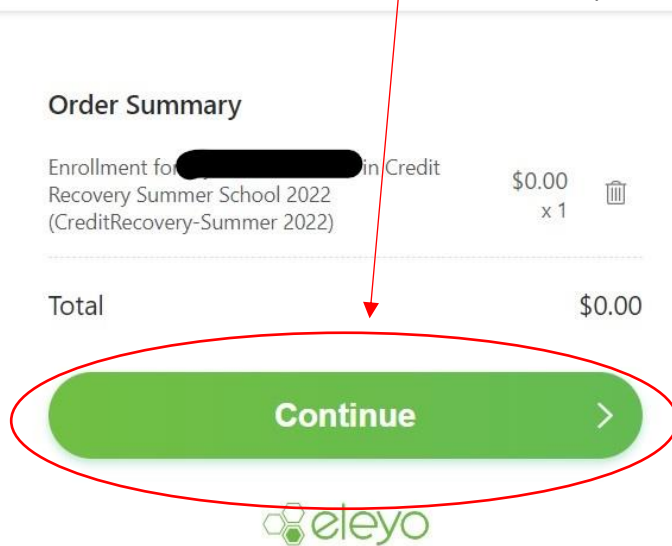 Order Summary
Enrollment for in Credit
Recovery Summer School 2022
(CreditRecovery-Summer 2022)
$0.00
x 1
Total $0.00
Continue
eleyo